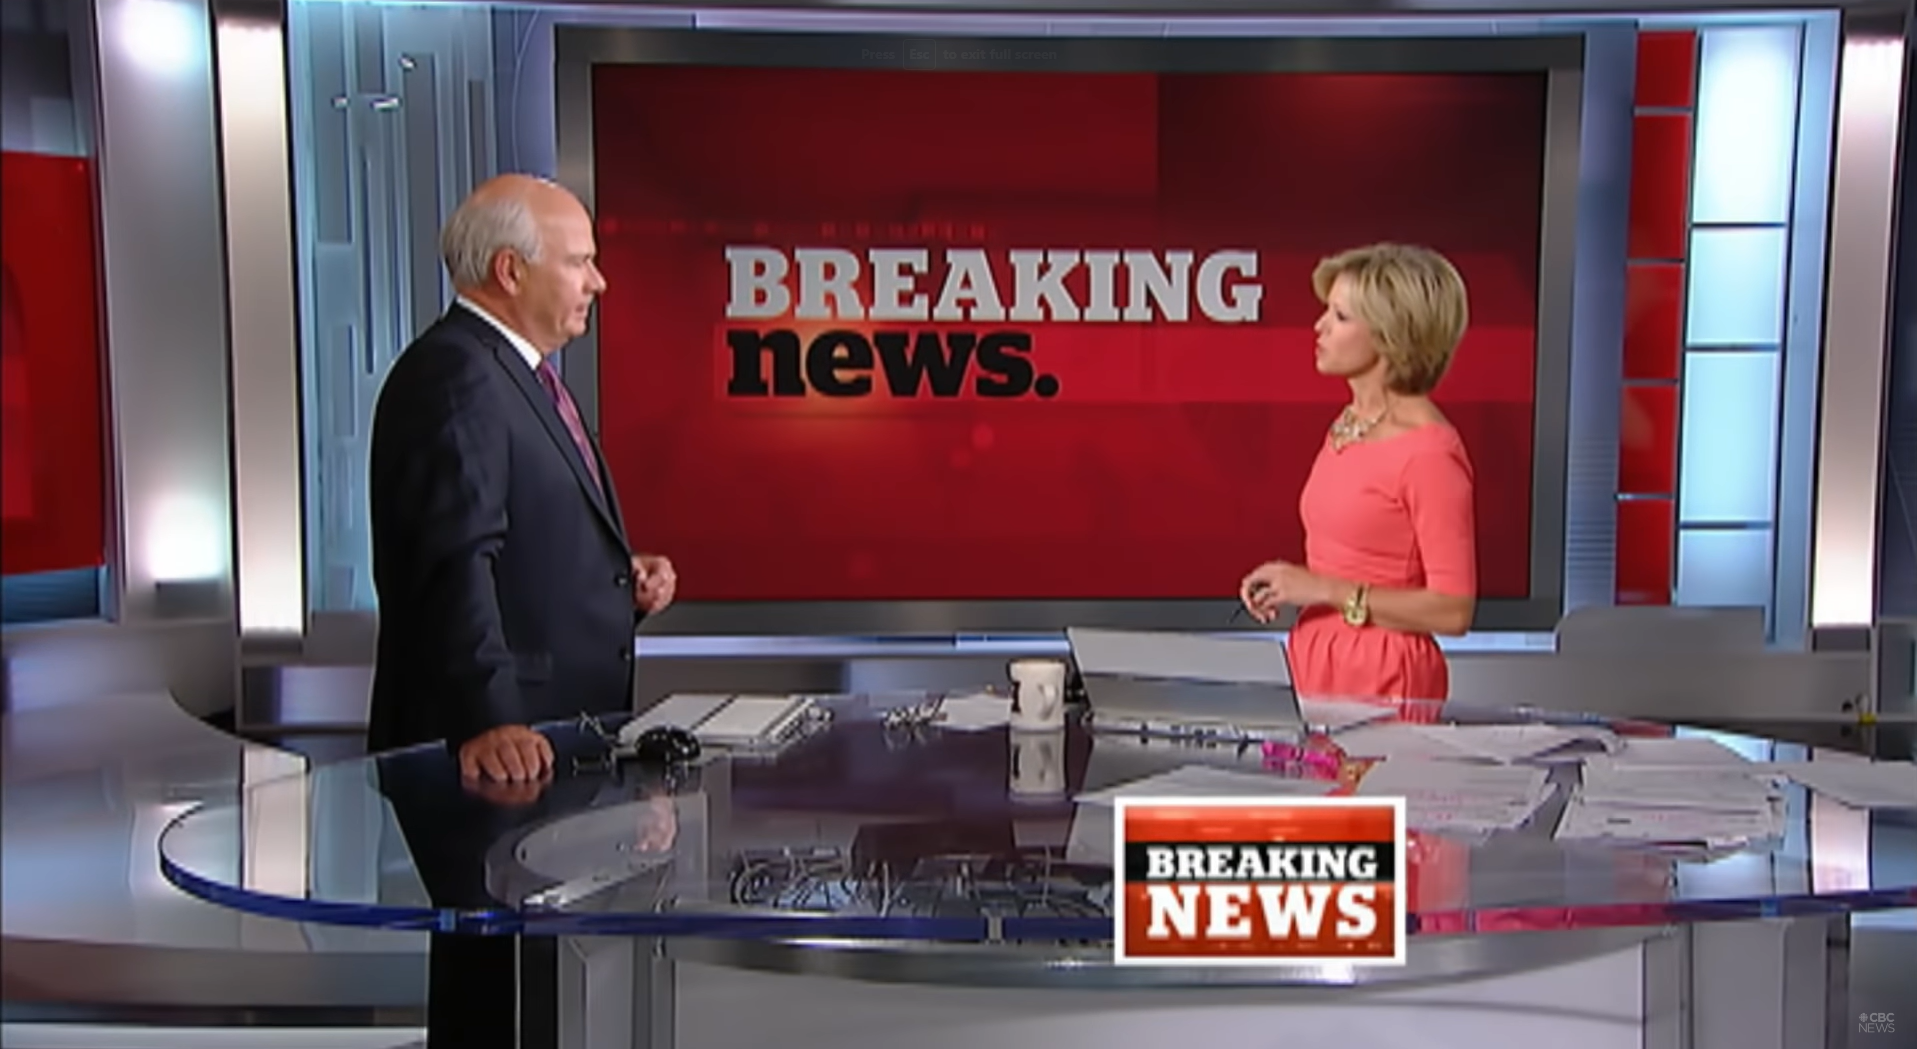 Press Esc to exit full screen
BREAKING
news.
BREAKING
NEWS
CBC
NEWS